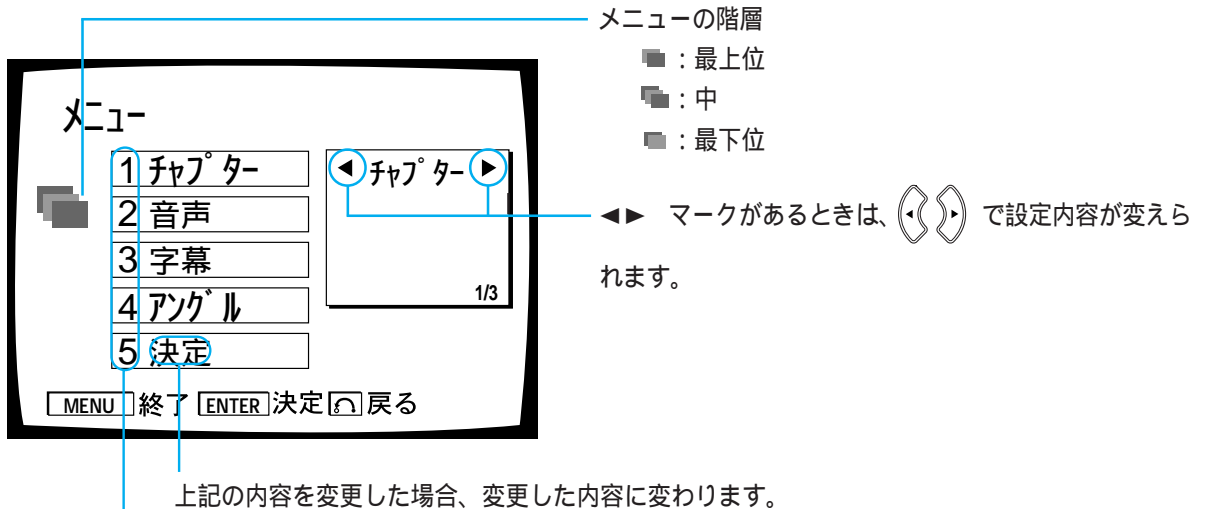 メニューの階層
：最上位
：中
：最下位
メニュー
1 チャプター
2 音声
3 字幕
4 アングル
5 決定
◀ チャプター ▶
1/3
MENU 終了 ENTER 決定 戻る
◀▶ マークがあるときは、 で設定内容が変えら
れます。
上記の内容を変更した場合、変更した内容に変わります。